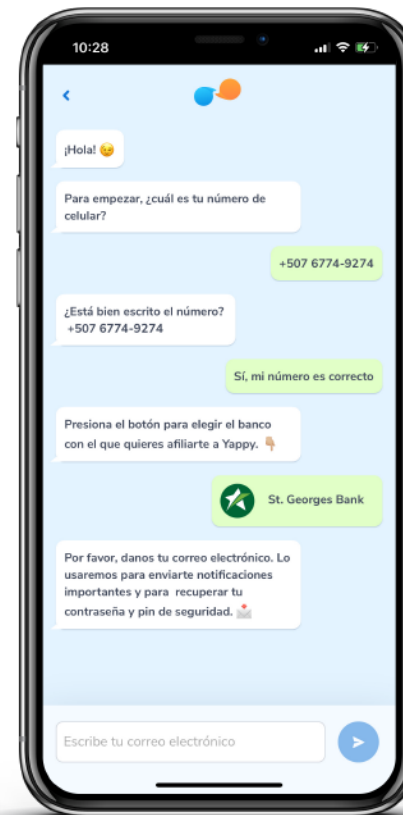 10:28
¡Hola! 😉
Para empezar, ¿cuál es tu número de
celular?
+507 6774-9274
¿Está bien escrito el número?
+507 6774-9274
Sí, mi número es correcto
Presiona el botón para elegir el banco
con el que quieres afiliarte a Yappy. 👇🏼
St. Georges Bank
Por favor, danos tu correo electrónico. Lo
usaremos para enviarte notificaciones
importantes y para recuperar tu
contraseña y pin de seguridad. 📩
Escribe tu correo electrónico